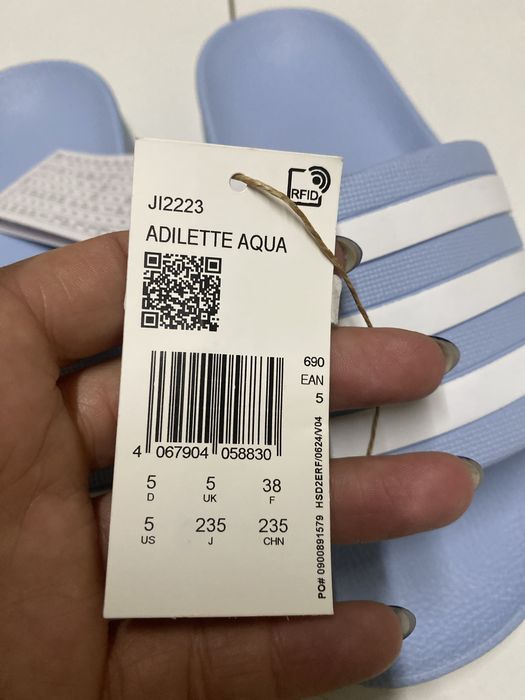 RFID
JI2223
ADILETTE AQUA
690
EAN
5
4 067904 058830
5 5 38
D UK F
5 235 235
US J CHN
PO# 0900891579 HSD2ERF/0624/V04